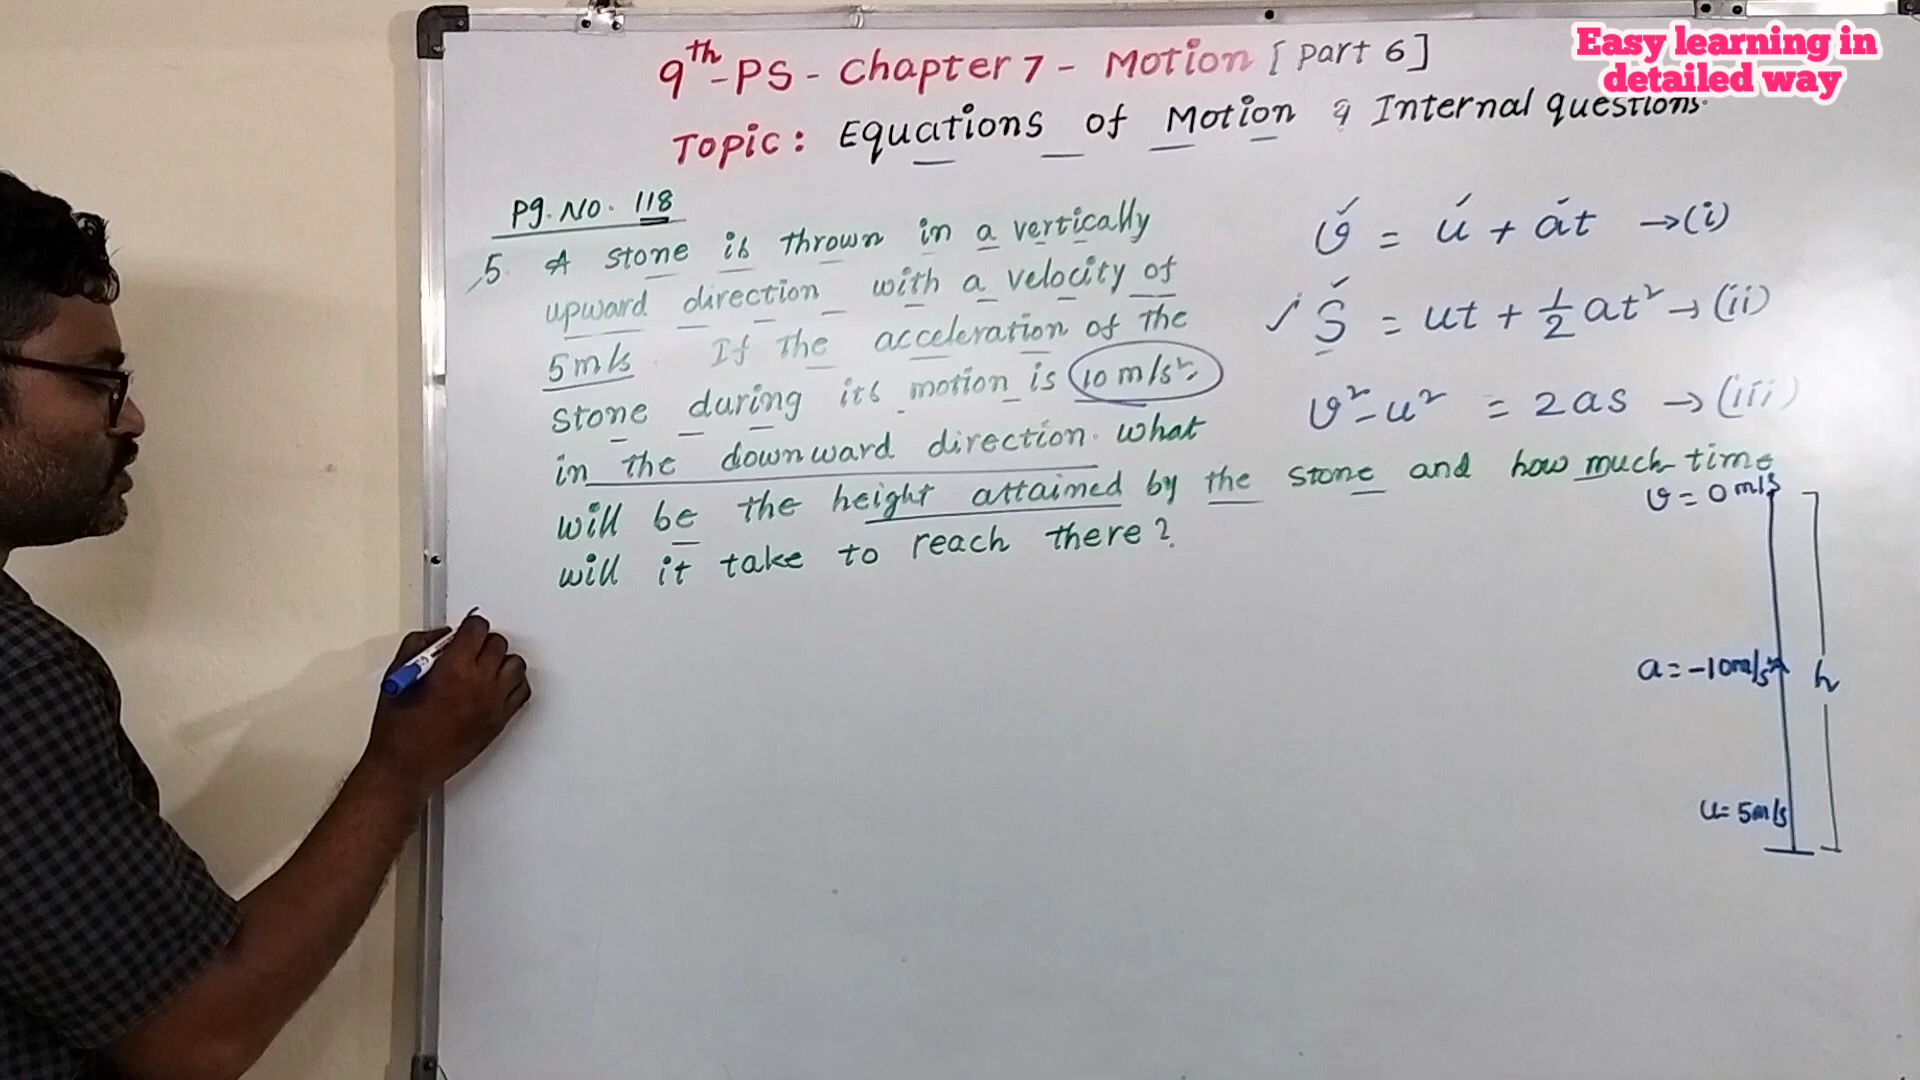 Easy learning in
detailed way
9th-PS - Chapter 7 - Motion [Part 6]
Topic: Equations of Motion & Internal questions.
Pg. No. 118
5. A stone is thrown in a vertically
upward direction with a velocity of
5m/s. If the acceleration of the
stone during its motion is 10 m/s²
in the downward direction. what
will be the height attained by the stone and how much time
will it take to reach there?
v = u + at → (i)
S = ut + 1/2 at² → (ii)
v² - u² = 2as → (iii)
v = 0 m/s
a = -10m/s²
h
u = 5m/s